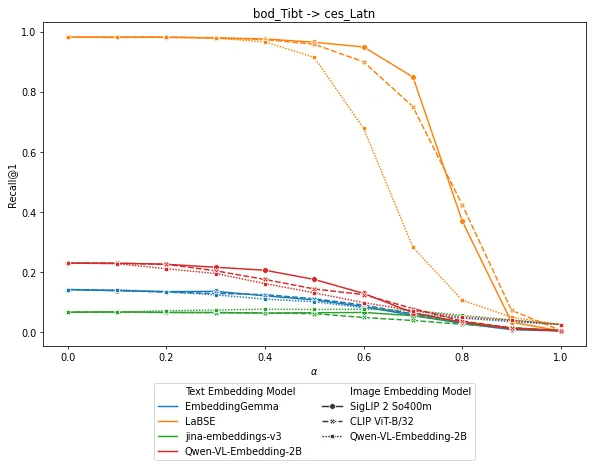 bod_Tibt -> ces_Latn
Recall@1
1.0
0.8
0.6
0.4
0.2
0.0
0.0 0.2 0.4 0.6 0.8 1.0
α
Text Embedding Model Image Embedding Model
EmbeddingGemma SigLIP 2 So400m
LaBSE CLIP ViT-B/32
jina-embeddings-v3 Qwen-VL-Embedding-2B
Qwen-VL-Embedding-2B